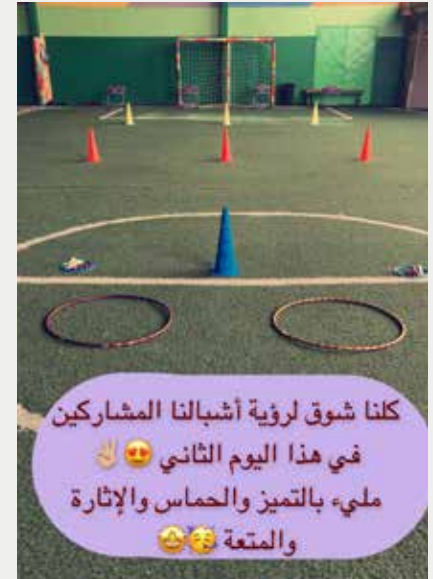 كلنا شوق لرؤية أشبالنا المشاركين
في هذا اليوم الثاني 😍✌🏼
مليء بالتميز والحماس والإثارة
والمتعة 🥳🤩